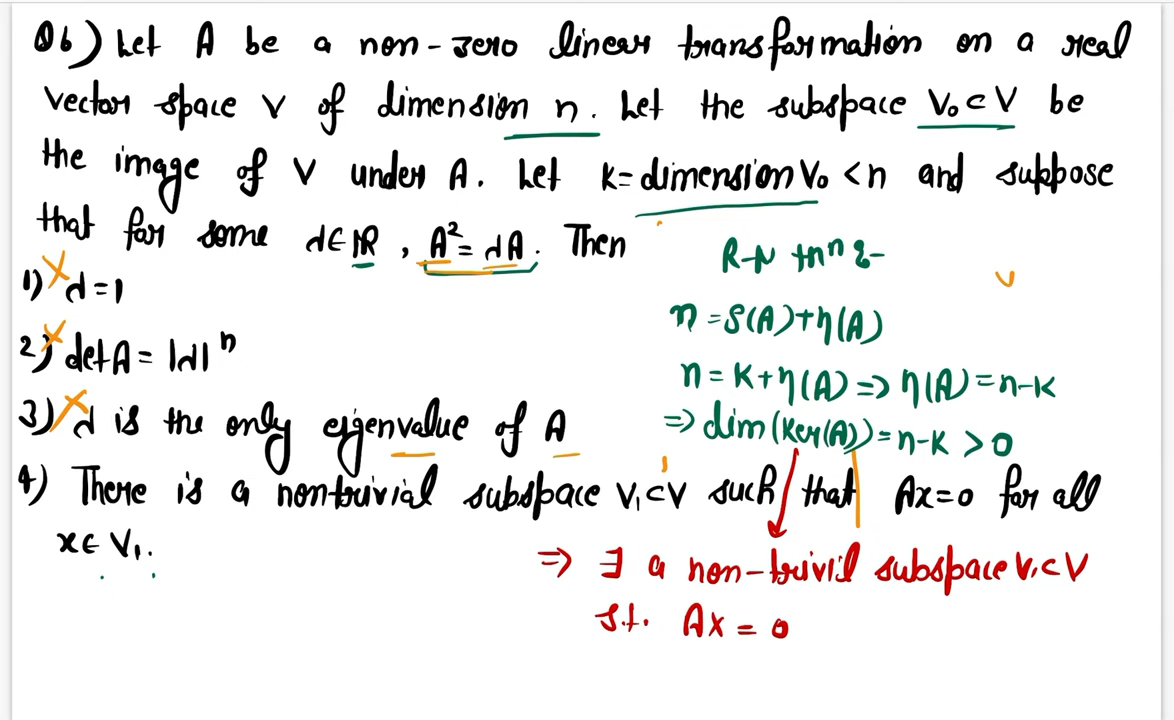 Q6) Let A be a non-zero linear transformation on a real
vector space V of dimension n. Let the subspace V₀⊂V be
the image of V under A. Let k=dimension V₀ <n and suppose
that for some d∈ℝ, A²=dA. Then
1) d=1
2) det A = |d|ⁿ
3) d is the only eigenvalue of A
4) There is a nontrivial subspace V₁⊂V such that Ax=0 for all
x∈ V₁.
R-N thⁿ :-
n = ρ(A)+η(A)
n = k+η(A) => η(A)=n-k
=> dim(ker(A))=n-k >0
=> ∃ a non-trivil subspace V₁⊂V
s.t. AX = 0